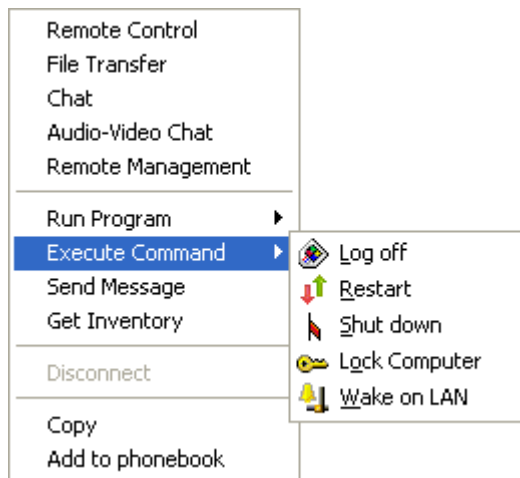 Remote Control
File Transfer
Chat
Audio-Video Chat
Remote Management
Run Program
Execute Command
Log off
Restart
Shut down
Lock Computer
Wake on LAN
Send Message
Get Inventory
Disconnect
Copy
Add to phonebook